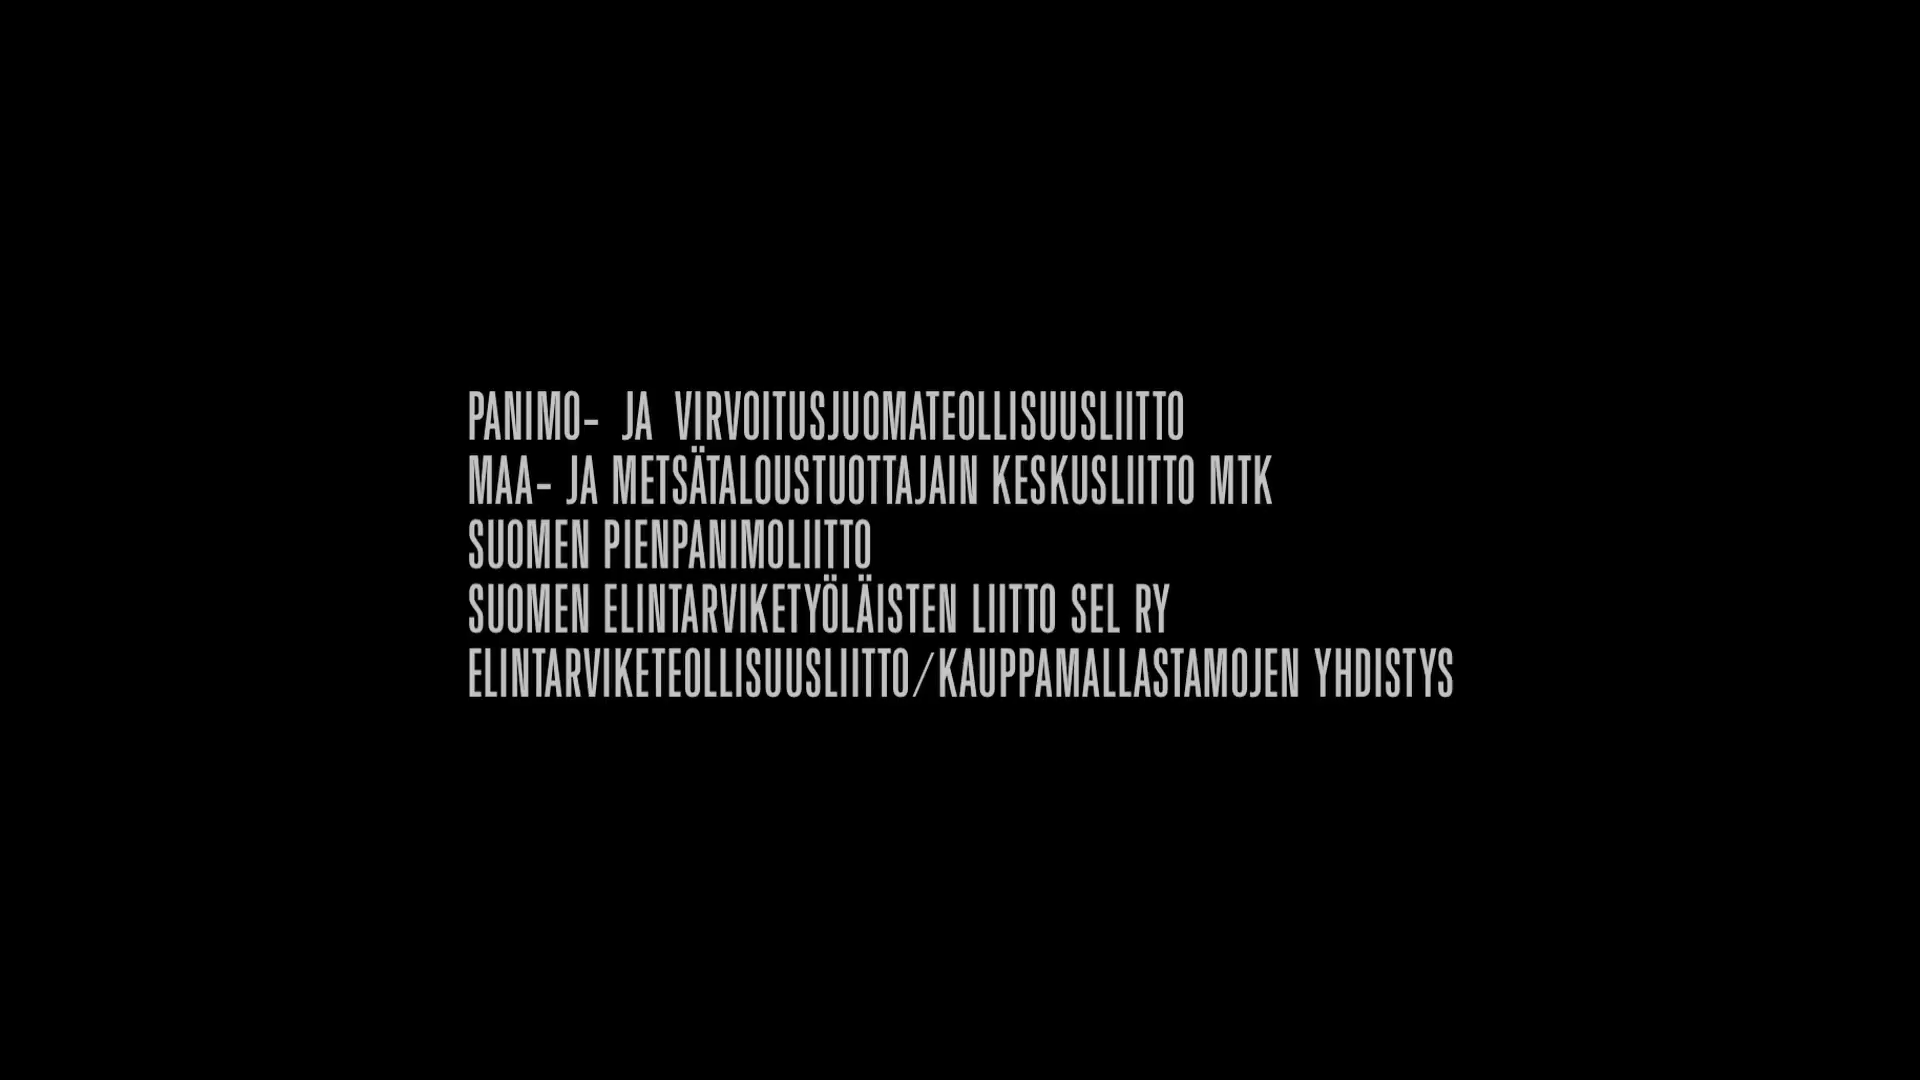 PANIMO- JA VIRVOITUSJUOMATEOLLISUUSLIITTO
MAA- JA METSÄTALOUSTUOTTAJAIN KESKUSLIITTO MTK
SUOMEN PIENPANIMOLIITTO
SUOMEN ELINTARVIKETYÖLÄISTEN LIITTO SEL RY
ELINTARVIKETEOLLISUUSLIITTO/KAUPPAMALLASTAMOJEN YHDISTYS